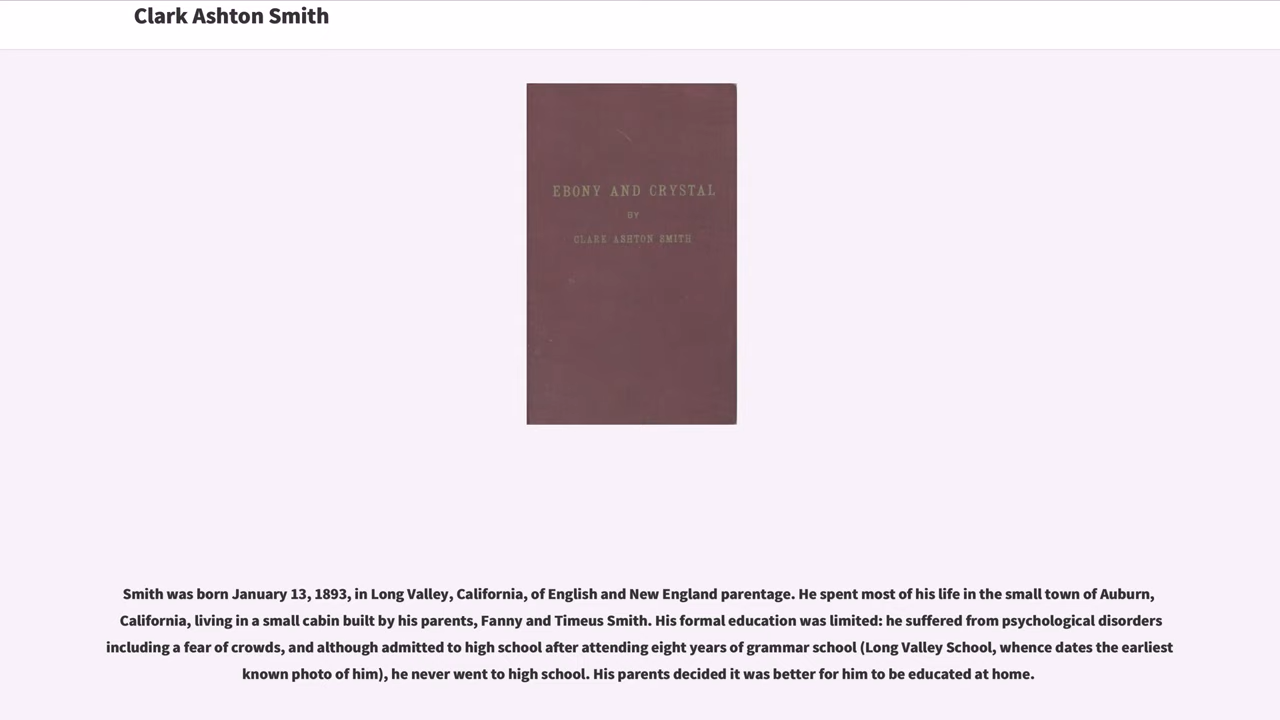 Clark Ashton Smith
EBONY AND CRYSTAL
BY
CLARK ASHTON SMITH
Smith was born January 13, 1893, in Long Valley, California, of English and New England parentage. He spent most of his life in the small town of Auburn,
California, living in a small cabin built by his parents, Fanny and Timeus Smith. His formal education was limited: he suffered from psychological disorders
including a fear of crowds, and although admitted to high school after attending eight years of grammar school (Long Valley School, whence dates the earliest
known photo of him), he never went to high school. His parents decided it was better for him to be educated at home.